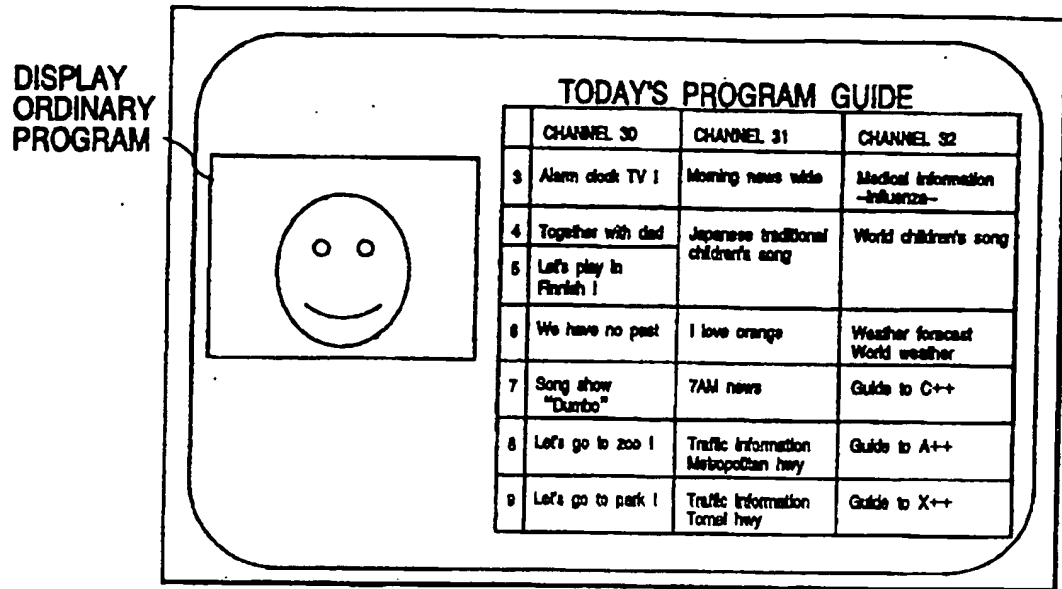 DISPLAY
ORDINARY
PROGRAM
TODAY'S PROGRAM GUIDE
CHANNEL 30 CHANNEL 31 CHANNEL 32
3 Alarm clock TV ! Morning news wide Medical information
-Influenza-
4 Together with dad Japanese traditional World children's song
children's song
5 Let's play in
Finnish !
6 We have no past I love orange Weather forecast
World weather
7 Song show 7AM news Guide to C++
"Dumbo"
8 Let's go to zoo ! Traffic information Guide to A++
Metropolitan hwy
9 Let's go to park ! Traffic information Guide to X++
Tomei hwy